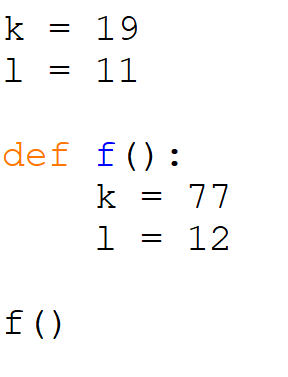 k = 19
l = 11

def f():
    k = 77
    l = 12

f()